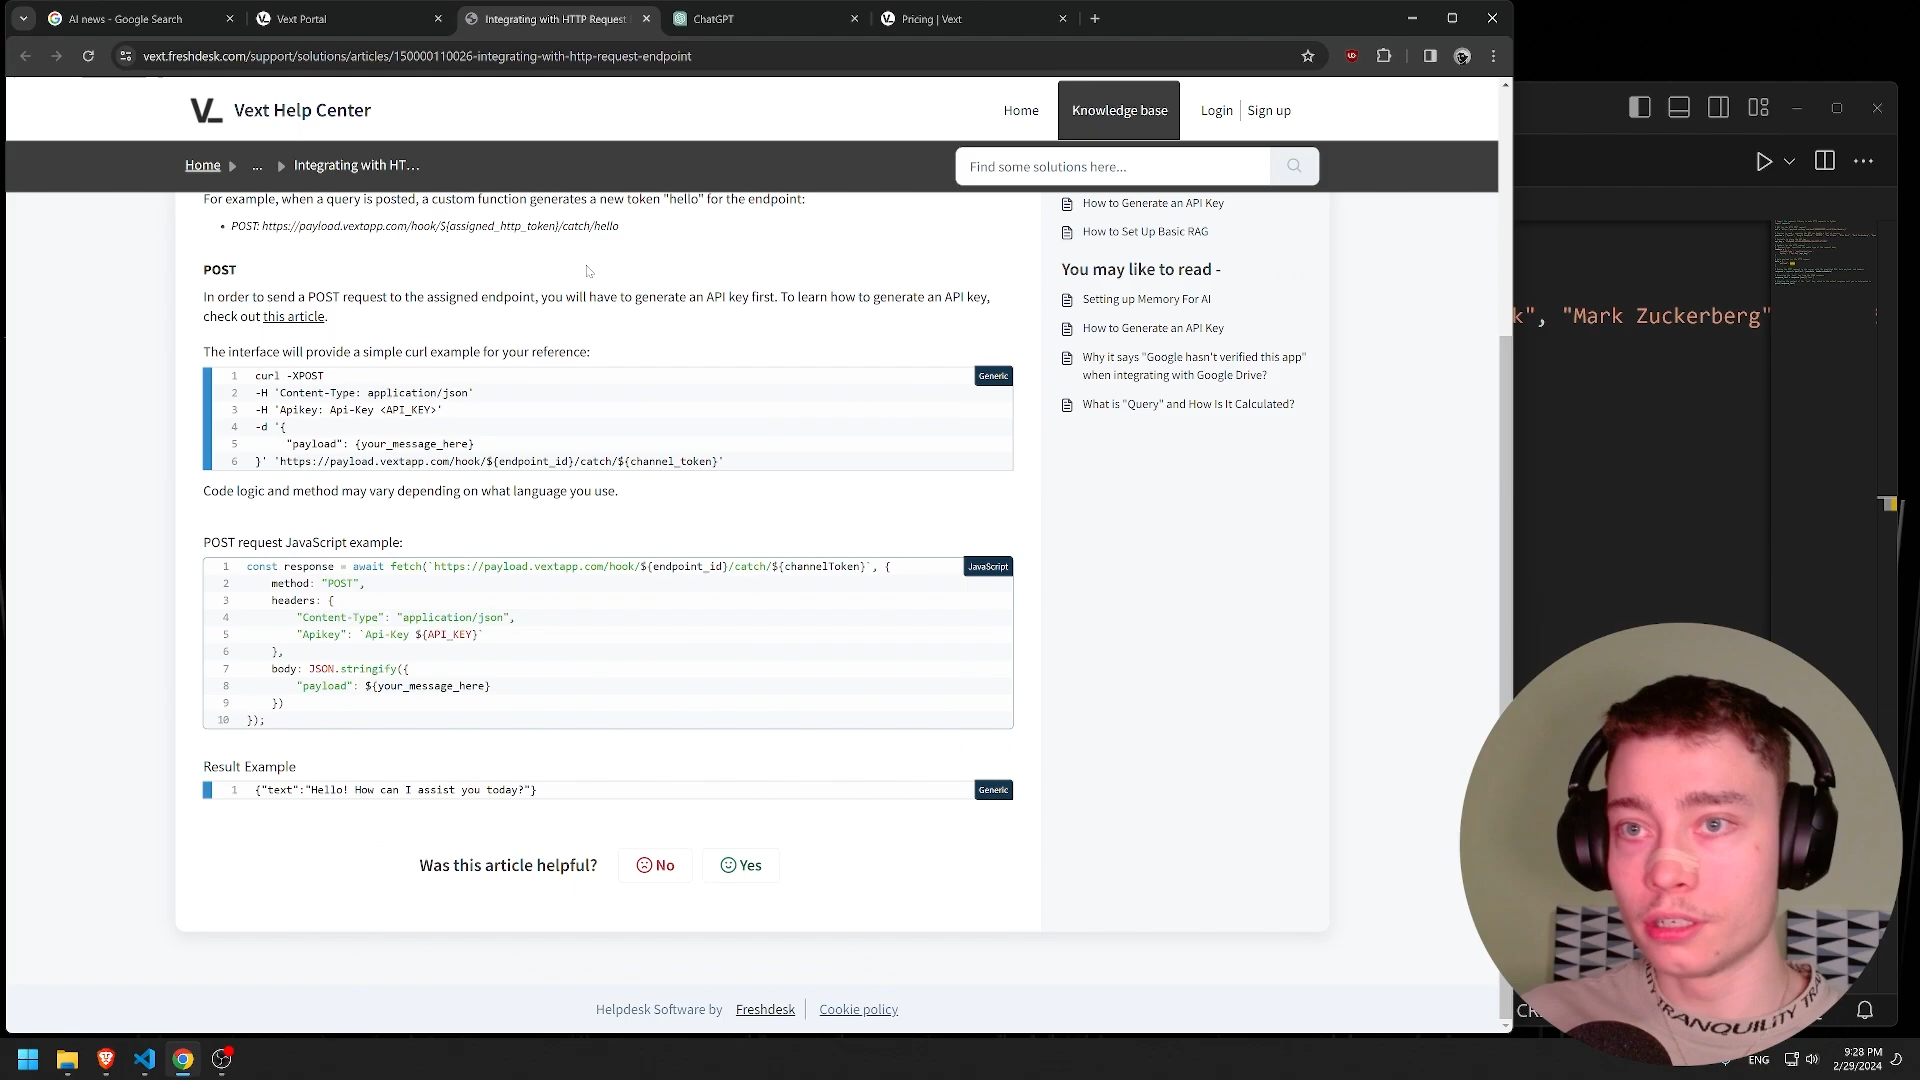 AI news - Google Search
Vext Portal
Integrating with HTTP Request
ChatGPT
Pricing | Vext
vext.freshdesk.com/support/solutions/articles/150000110026-integrating-with-http-request-endpoint
Vext Help Center
Home
Knowledge base
Login
Sign up
Home
...
Integrating with HT...
Find some solutions here...
For example, when a query is posted, a custom function generates a new token "hello" for the endpoint:
• POST: https://payload.vextapp.com/hook/${assigned_http_token}/catch/hello
POST
In order to send a POST request to the assigned endpoint, you will have to generate an API key first. To learn how to generate an API key,
check out this article.
The interface will provide a simple curl example for your reference:
Generic
1 curl -XPOST
2 -H 'Content-Type: application/json'
3 -H 'Apikey: Api-Key <API_KEY>'
4 -d '{
5 "payload": {your_message_here}
6 }' 'https://payload.vextapp.com/hook/${endpoint_id}/catch/${channel_token}'
Code logic and method may vary depending on what language you use.
POST request JavaScript example:
JavaScript
1 const response = await fetch(`https://payload.vextapp.com/hook/${endpoint_id}/catch/${channelToken}`, {
2 method: "POST",
3 headers: {
4 "Content-Type": "application/json",
5 "Apikey": `Api-Key ${API_KEY}`
6 },
7 body: JSON.stringify({
8 "payload": ${your_message_here}
9 })
10 });
Result Example
1 {"text":"Hello! How can I assist you today?"}
Generic
Was this article helpful?
No
Yes
How to Generate an API Key
How to Set Up Basic RAG
You may like to read -
Setting up Memory For AI
How to Generate an API Key
Why it says "Google hasn't verified this app"
when integrating with Google Drive?
What is "Query" and How Is It Calculated?
Helpdesk Software by Freshdesk
Cookie policy
k", "Mark Zuckerberg"
TRANQUILITY
ENG
9:28 PM
2/29/2024